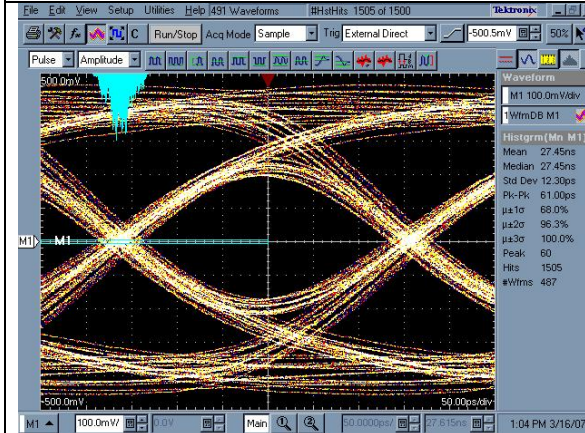 File Edit View Setup Utilities Help 491 Waveforms #HstHits 1505 of 1500 Tektronix
C Run/Stop Acq Mode Sample Trig External Direct -500.5mV 50%
Pulse Amplitude
500.0mV
Waveform
M1 100.0mV/div
1 WfmDB M1
Histgrm(Mn M1)
Mean 27.45ns
Median 27.45ns
Std Dev 12.30ps
Pk-Pk 61.00ps
µ±1σ 68.0%
µ±2σ 96.3%
µ±3σ 100.0%
Peak 60
Hits 1505
#Wfms 487
M1 M1
-500.0mV 50.00ps/div
M1 100.0mV/ 0.0V Main 50.0000ps/ 27.615ns 1:04 PM 3/16/0